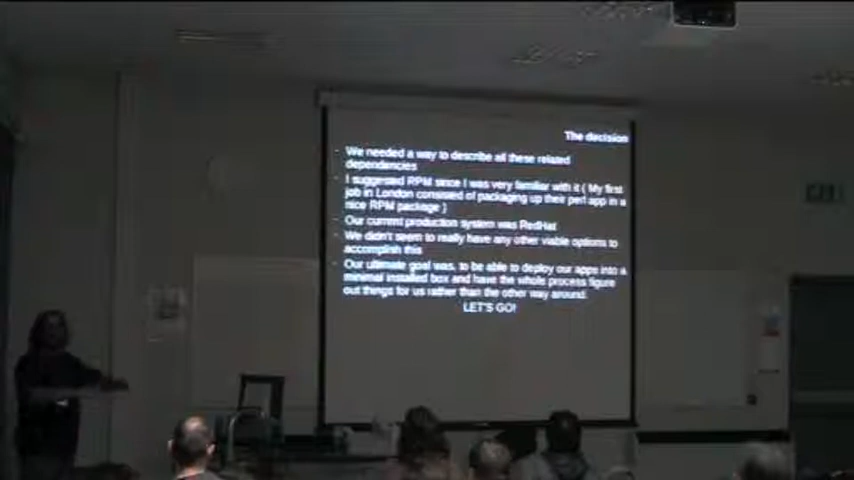 The decision
- We needed a way to describe all these related
dependencies
- I suggested RPM since I was very familiar with it ( My first
job in London consisted of packaging up their perl app in a
nice RPM package )
- Our current production system was RedHat
- We didn't seem to really have any other viable options to
accomplish this
- Our ultimate goal was, to be able to deploy our apps into a
minimal installed box and have the whole process figure
out things for us rather than the other way around.
LET'S GO!